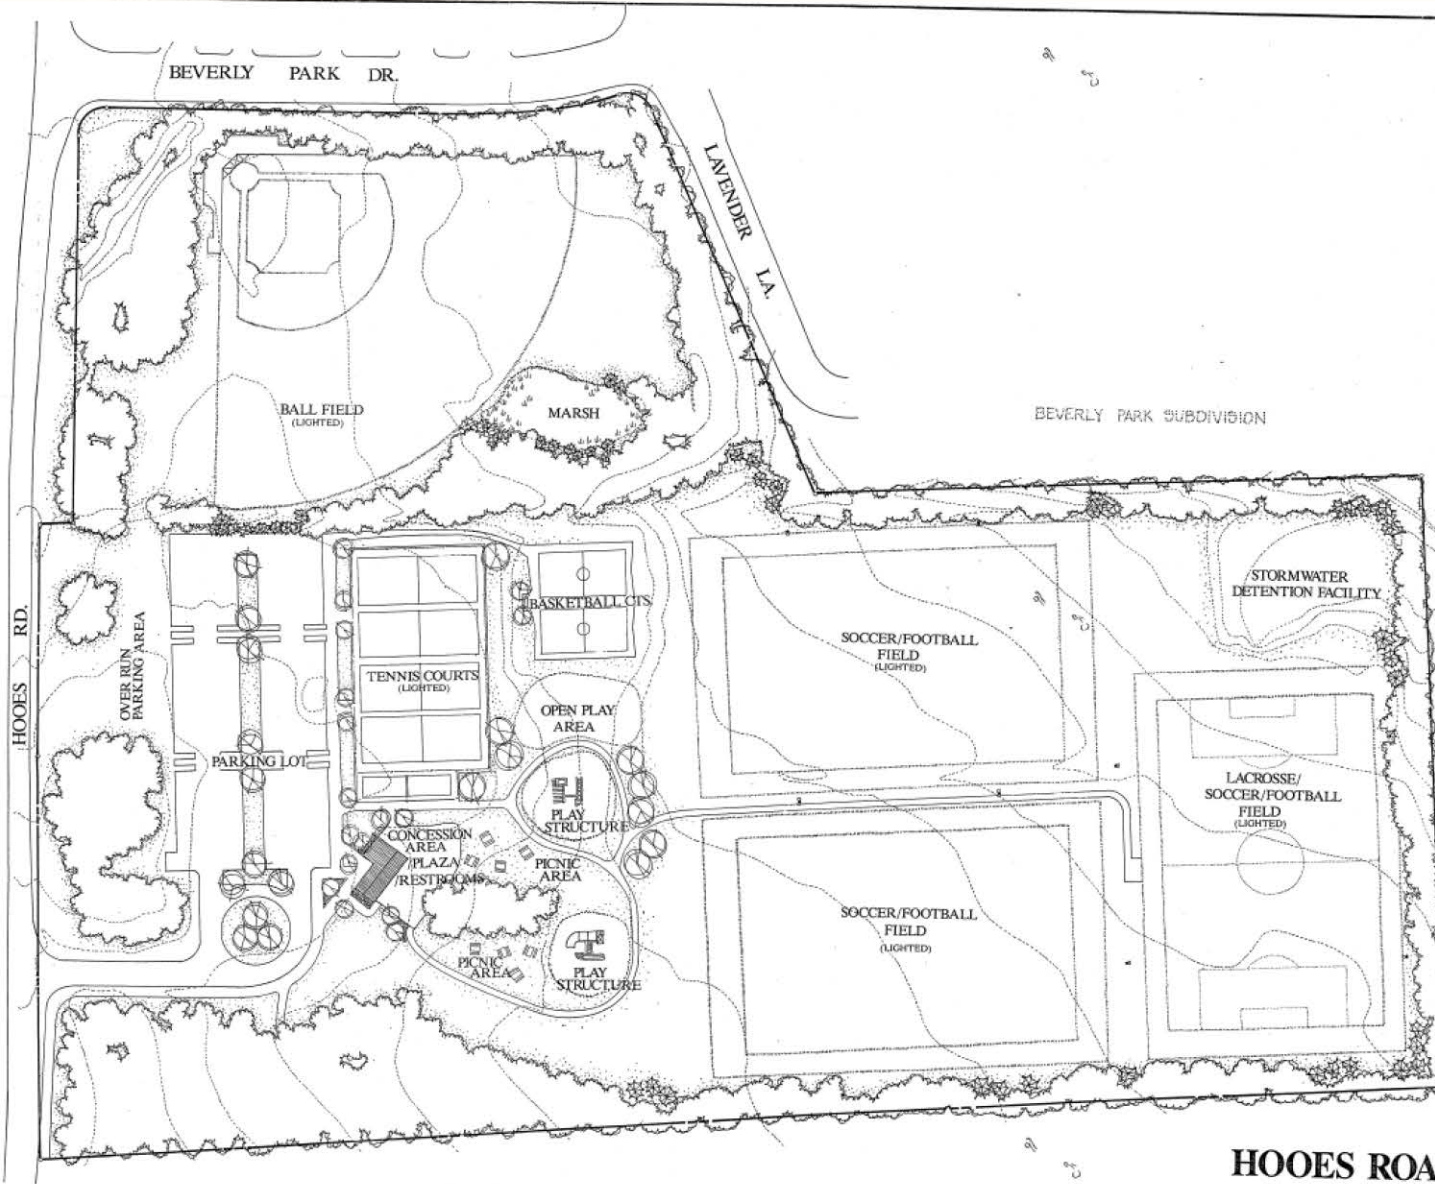 BEVERLY PARK DR.
LAVENDER LA.
BALL FIELD
(LIGHTED)
MARSH
BEVERLY PARK SUBDIVISION
HOOES RD.
OVER RUN
PARKING AREA
PARKING LOT
TENNIS COURTS
(LIGHTED)
BASKETBALL CTS.
OPEN PLAY
AREA
PLAY
STRUCTURE
CONCESSION
AREA
/PLAZA
/RESTROOMS
PICNIC
AREA
PICNIC
AREA
PLAY
STRUCTURE
SOCCER/FOOTBALL
FIELD
(LIGHTED)
SOCCER/FOOTBALL
FIELD
(LIGHTED)
STORMWATER
DETENTION FACILITY
LACROSSE/
SOCCER/FOOTBALL
FIELD
(LIGHTED)
HOOES ROA